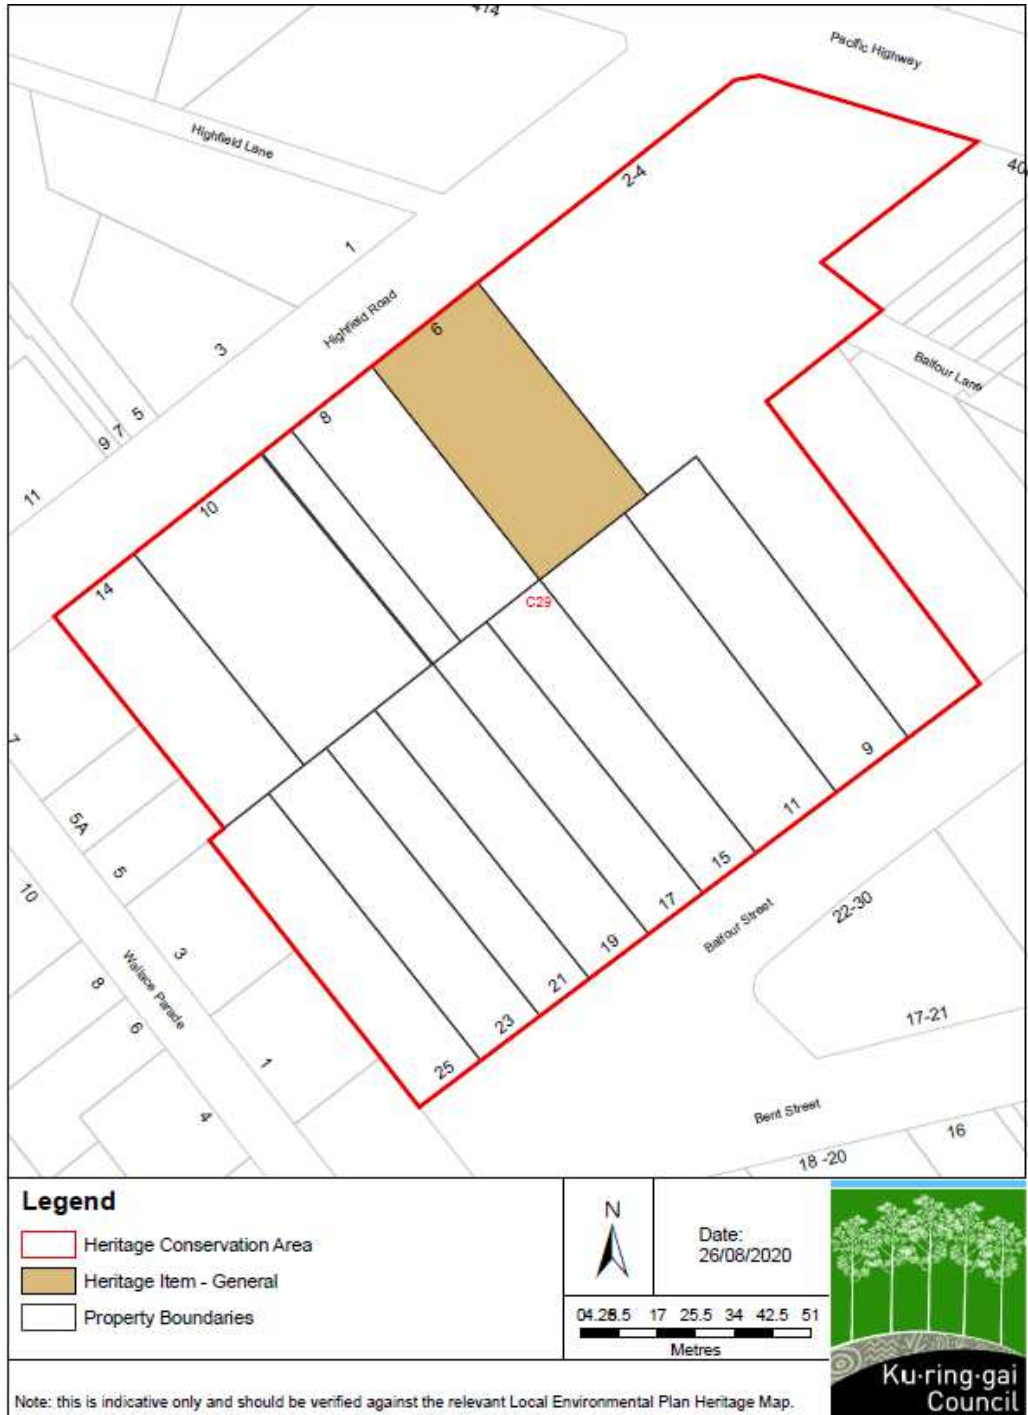 414
Pacific Highway
Highfield Lane
2-4
1
Highfield Road
6
3
Balfour Lane
8
5
7
9
11
10
14
C29
7
9
5A
11
5
15
10
17
22-30
Balfour Street
3
19
Wallace Parade
8
21
6
23
17-21
1
25
4
Bent Street
16
18 -20
Legend
Heritage Conservation Area
Heritage Item - General
Property Boundaries
N
Date:
26/08/2020
04.258.5 17 25.5 34 42.5 51
Metres
Ku-ring-gai
Council
Note: this is indicative only and should be verified against the relevant Local Environmental Plan Heritage Map.